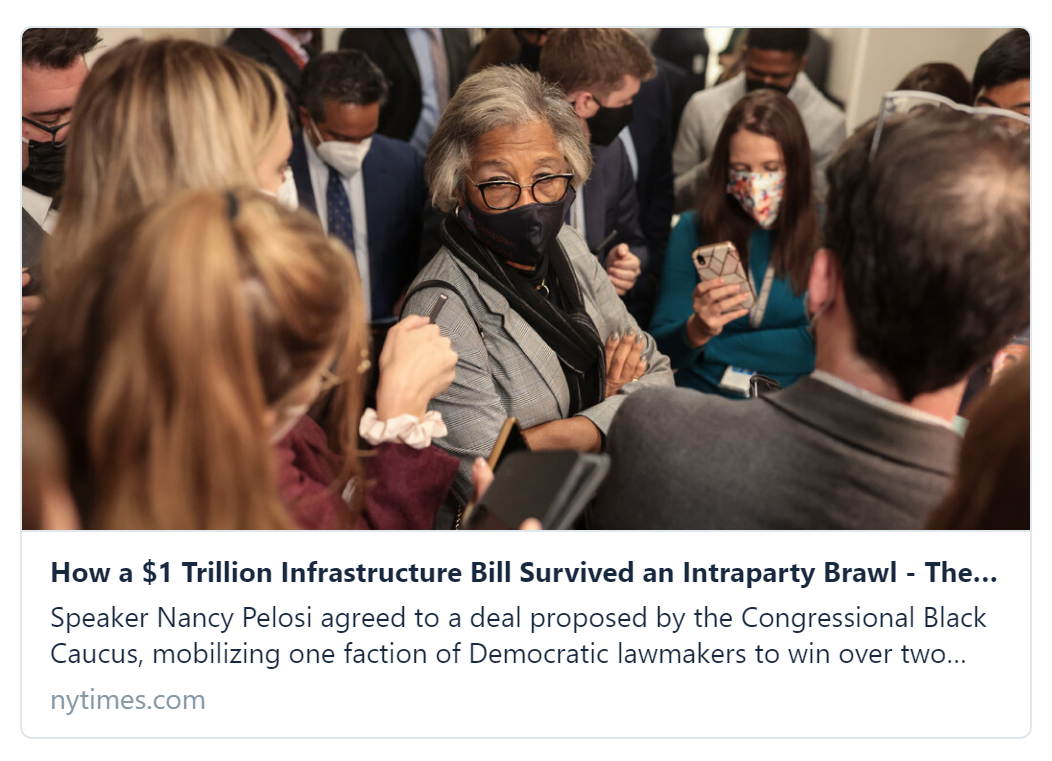 How a $1 Trillion Infrastructure Bill Survived an Intraparty Brawl - The...
Speaker Nancy Pelosi agreed to a deal proposed by the Congressional Black
Caucus, mobilizing one faction of Democratic lawmakers to win over two...
nytimes.com